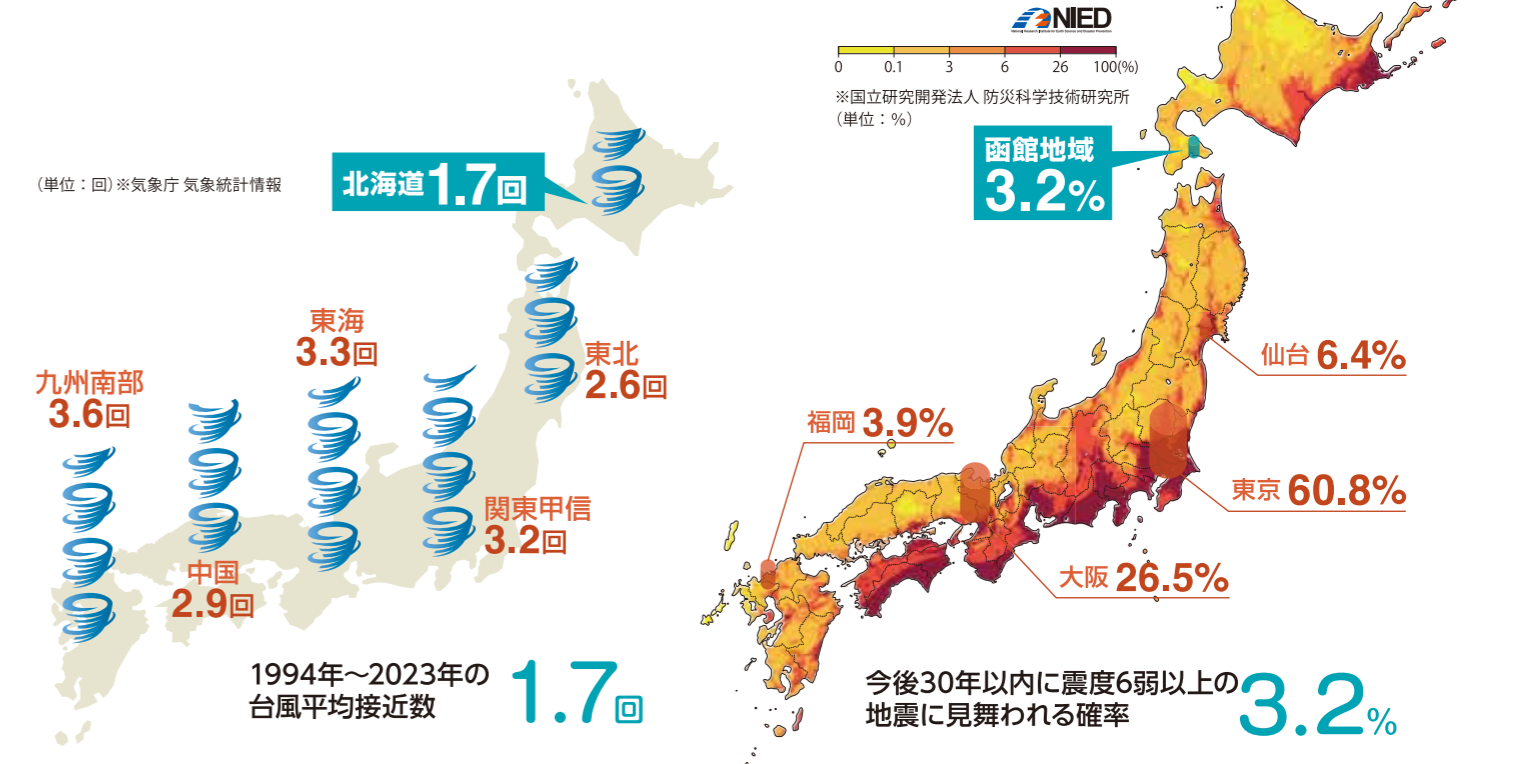 （単位：回）※気象庁 気象統計情報
北海道1.7回
東海
3.3回
東北
2.6回
九州南部
3.6回
関東甲信
3.2回
中国
2.9回
1994年〜2023年の
台風平均接近数
1.7回
NIED
0 0.1 3 6 26 100(%)
※国立研究開発法人 防災科学技術研究所
（単位：%）
函館地域
3.2%
仙台 6.4%
福岡 3.9%
東京 60.8%
大阪 26.5%
今後30年以内に震度6弱以上の
地震に見舞われる確率
3.2%